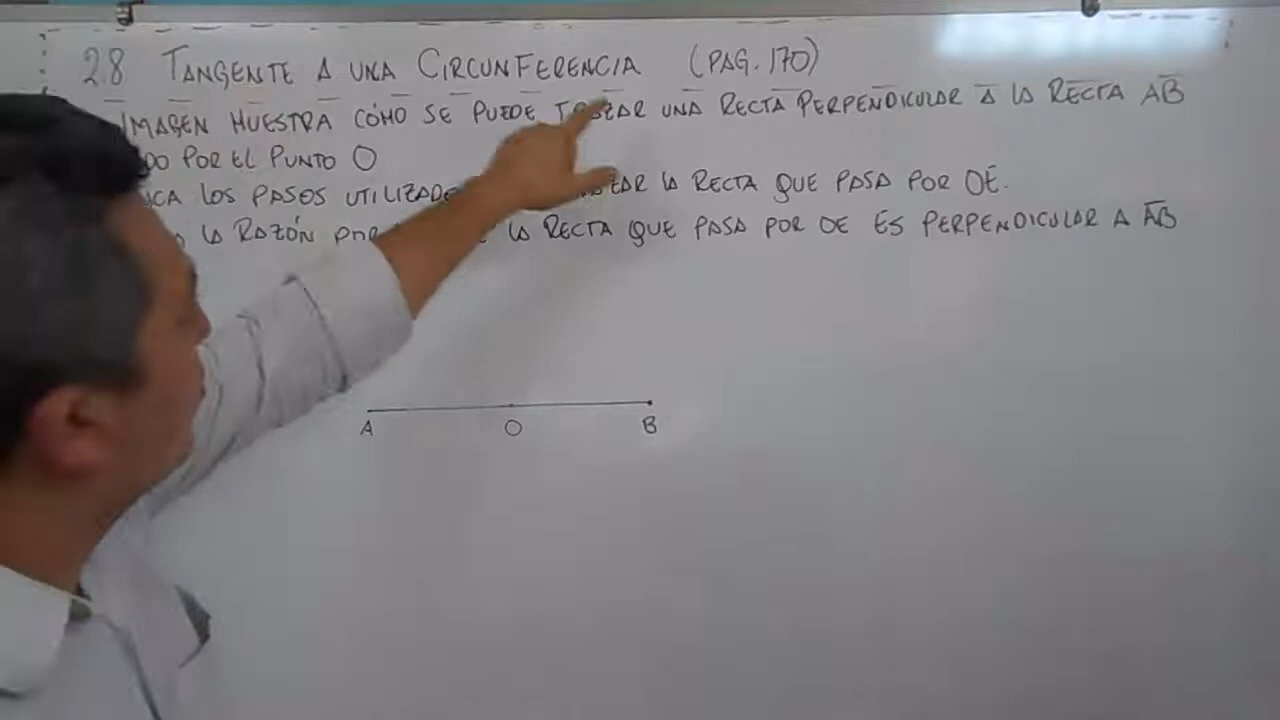 28 TANGENTE A UNA CIRCUNFERENCIA (PAG. 170)
IMAGEN MUESTRA CÓMO SE PUEDE UNA RECTA PERPENDICULAR A LA RECTA AB
POR EL PUNTO O
LOS PASOS LA RECTA QUE PASA POR OE.
LA RAZÓN LA RECTA QUE PASA POR OE ES PERPENDICULAR A AB
A O B